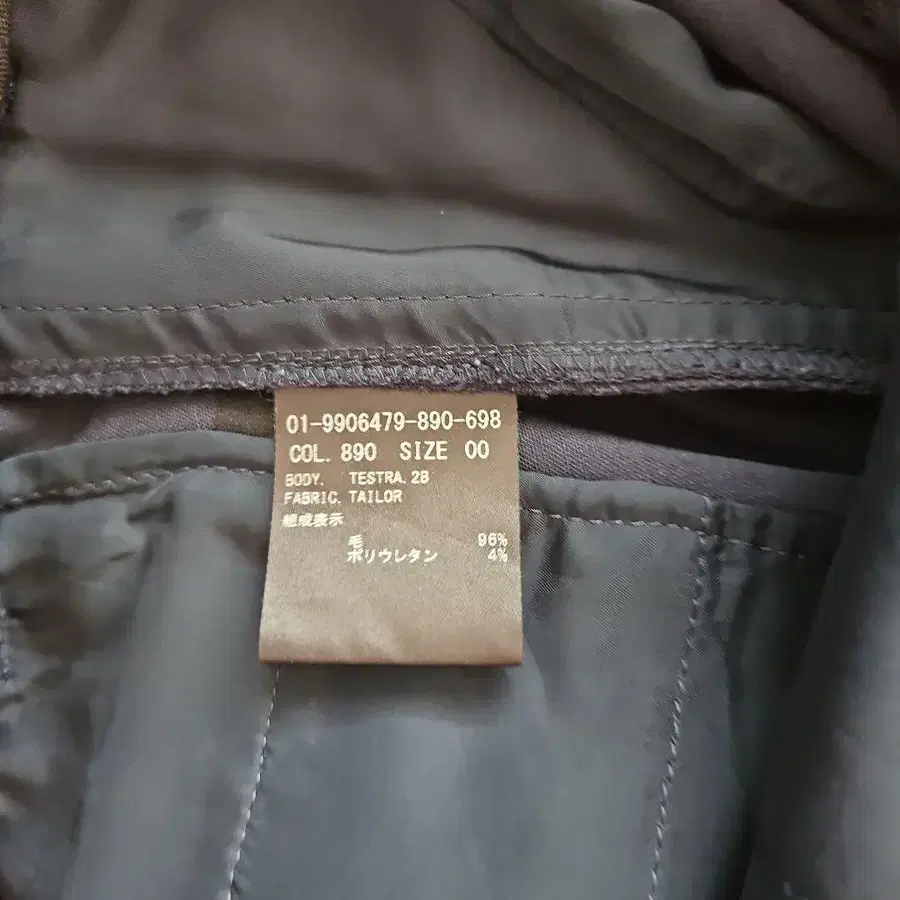 01-9906479-890-698
COL. 890 SIZE 00
BODY. TESTRA. 2B
FABRIC. TAILOR
組成表示
毛 96%
ポリウレタン 4%